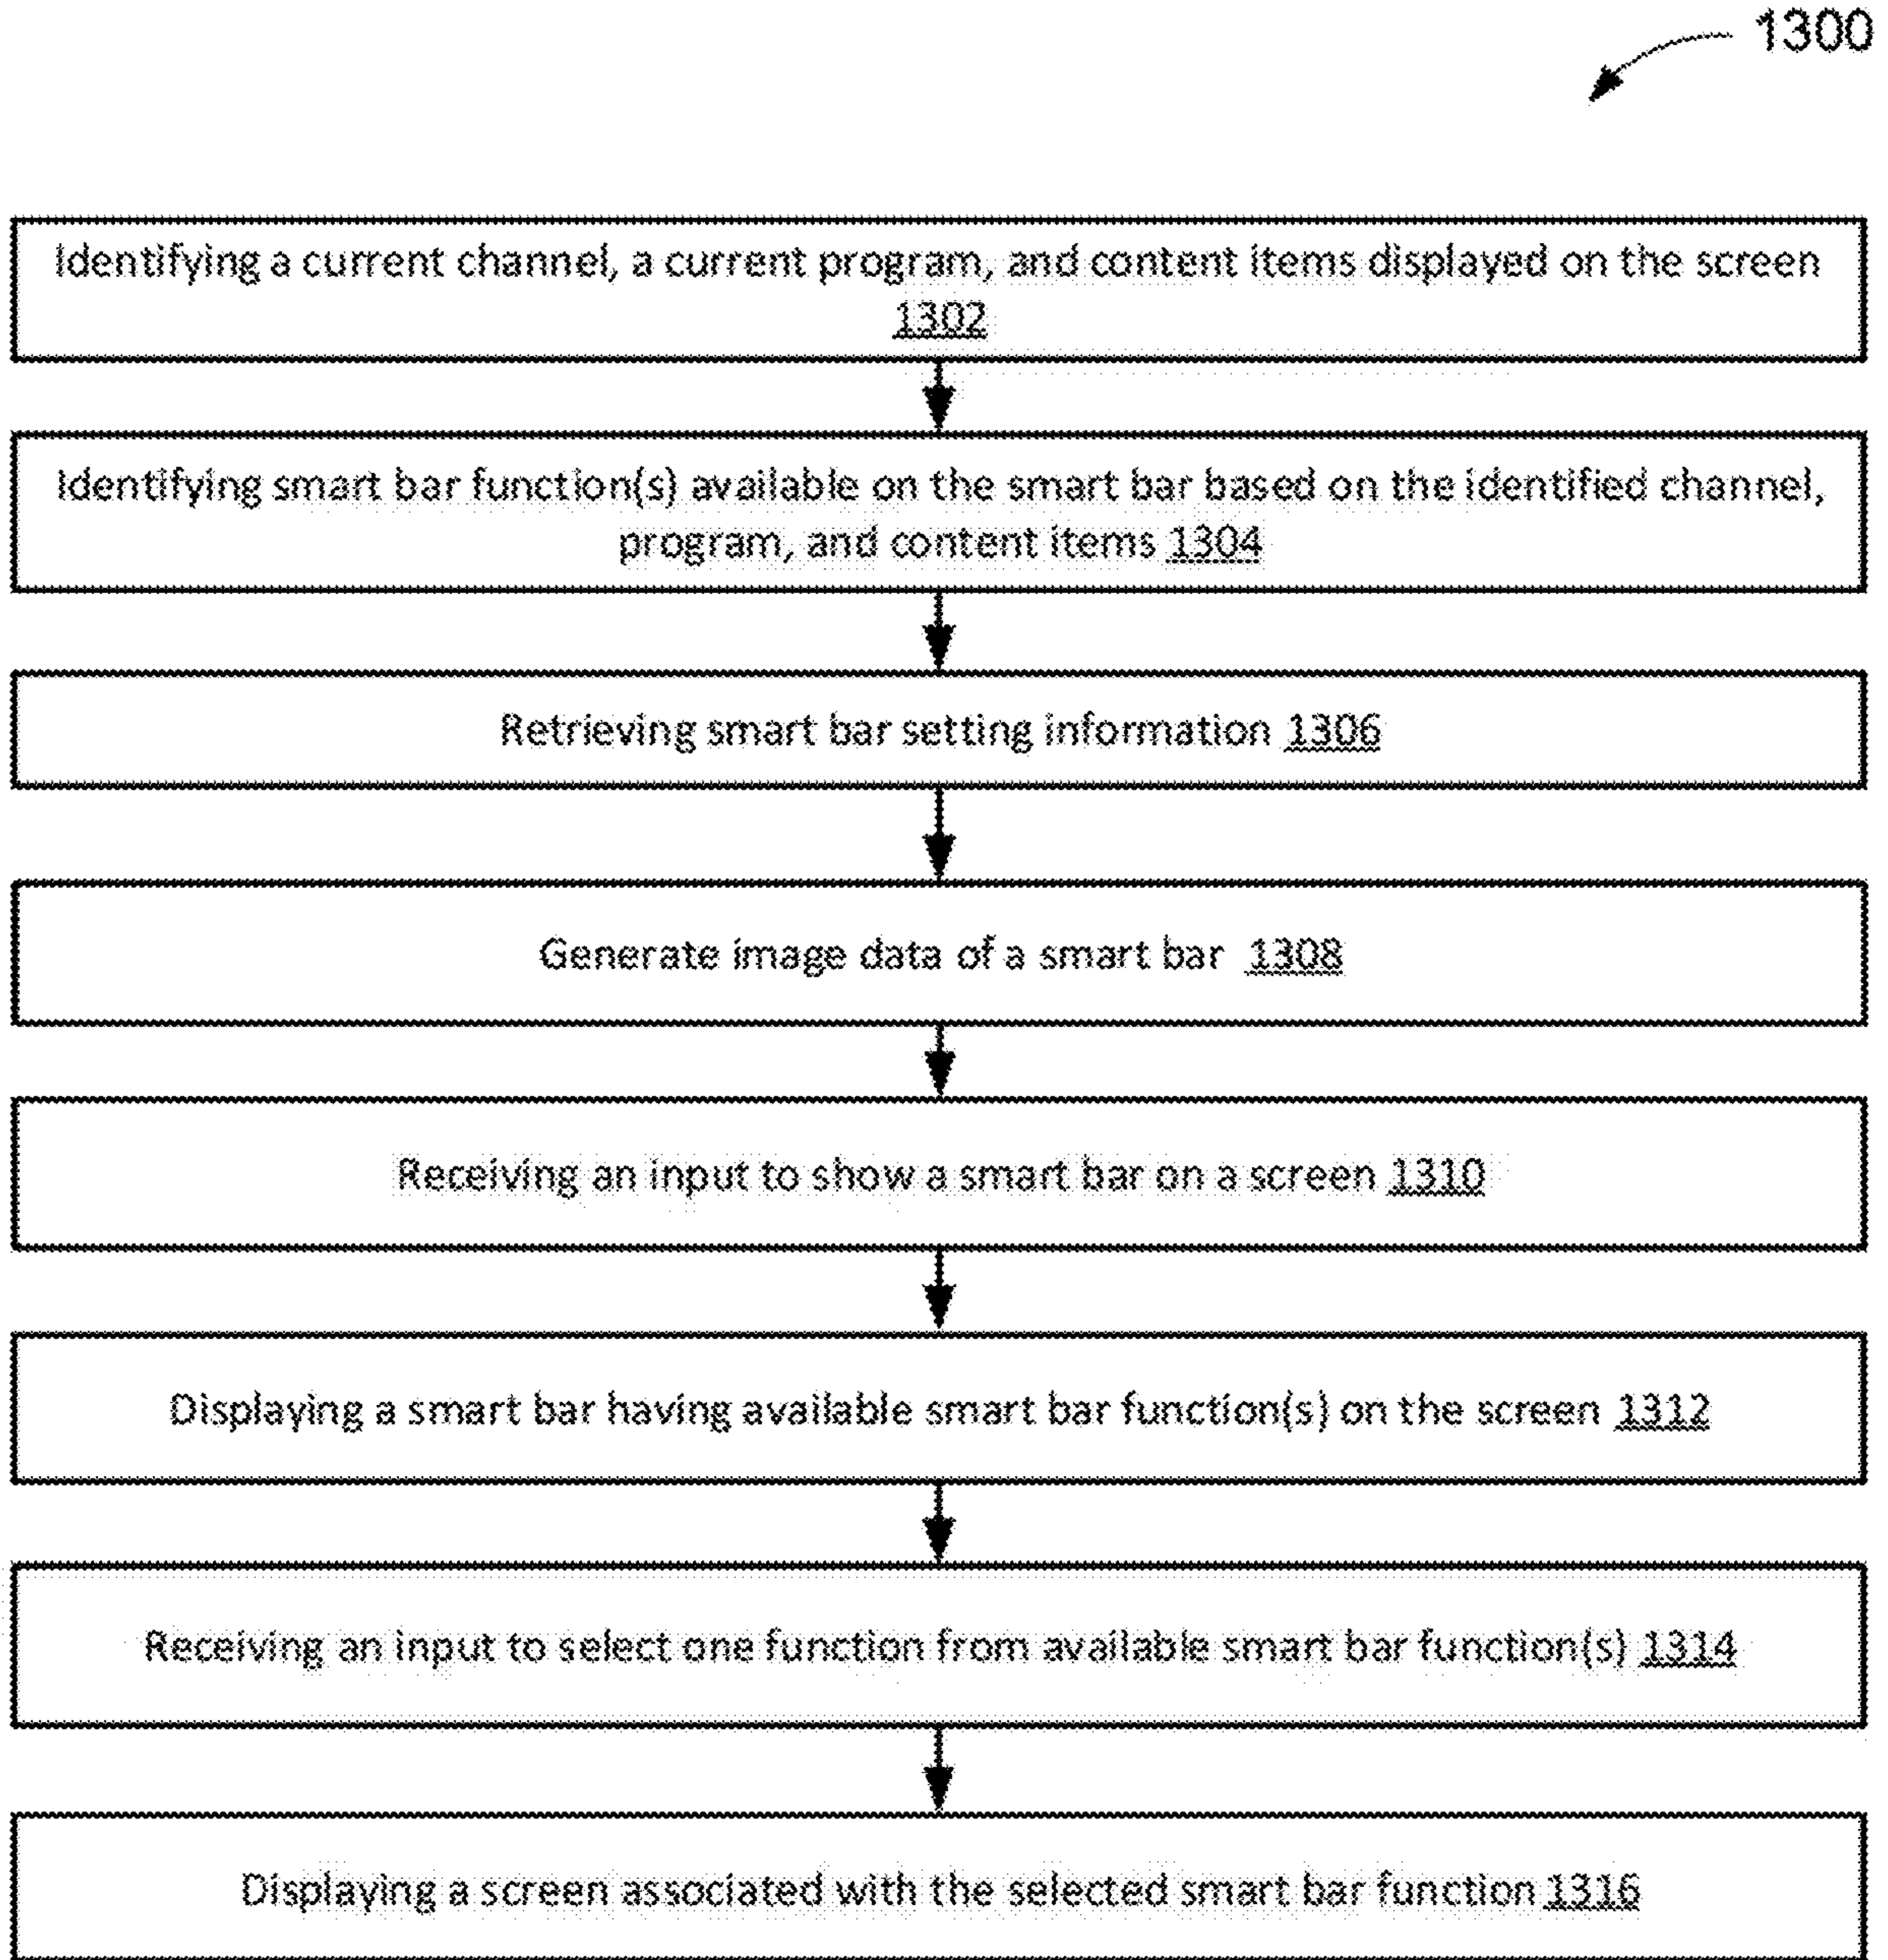 1300
Identifying a current channel, a current program, and content items displayed on the screen
1302
Identifying smart bar function(s) available on the smart bar based on the identified channel,
program, and content items 1304
Retrieving smart bar setting information 1306
Generate image data of a smart bar 1308
Receiving an input to show a smart bar on a screen 1310
Displaying a smart bar having available smart bar function(s) on the screen 1312
Receiving an input to select one function from available smart bar function(s) 1314
Displaying a screen associated with the selected smart bar function 1316